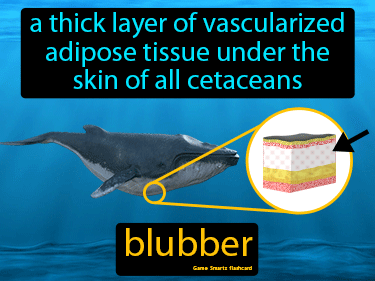 a thick layer of vascularized
adipose tissue under the
skin of all cetaceans
blubber
Game Smartz flashcard